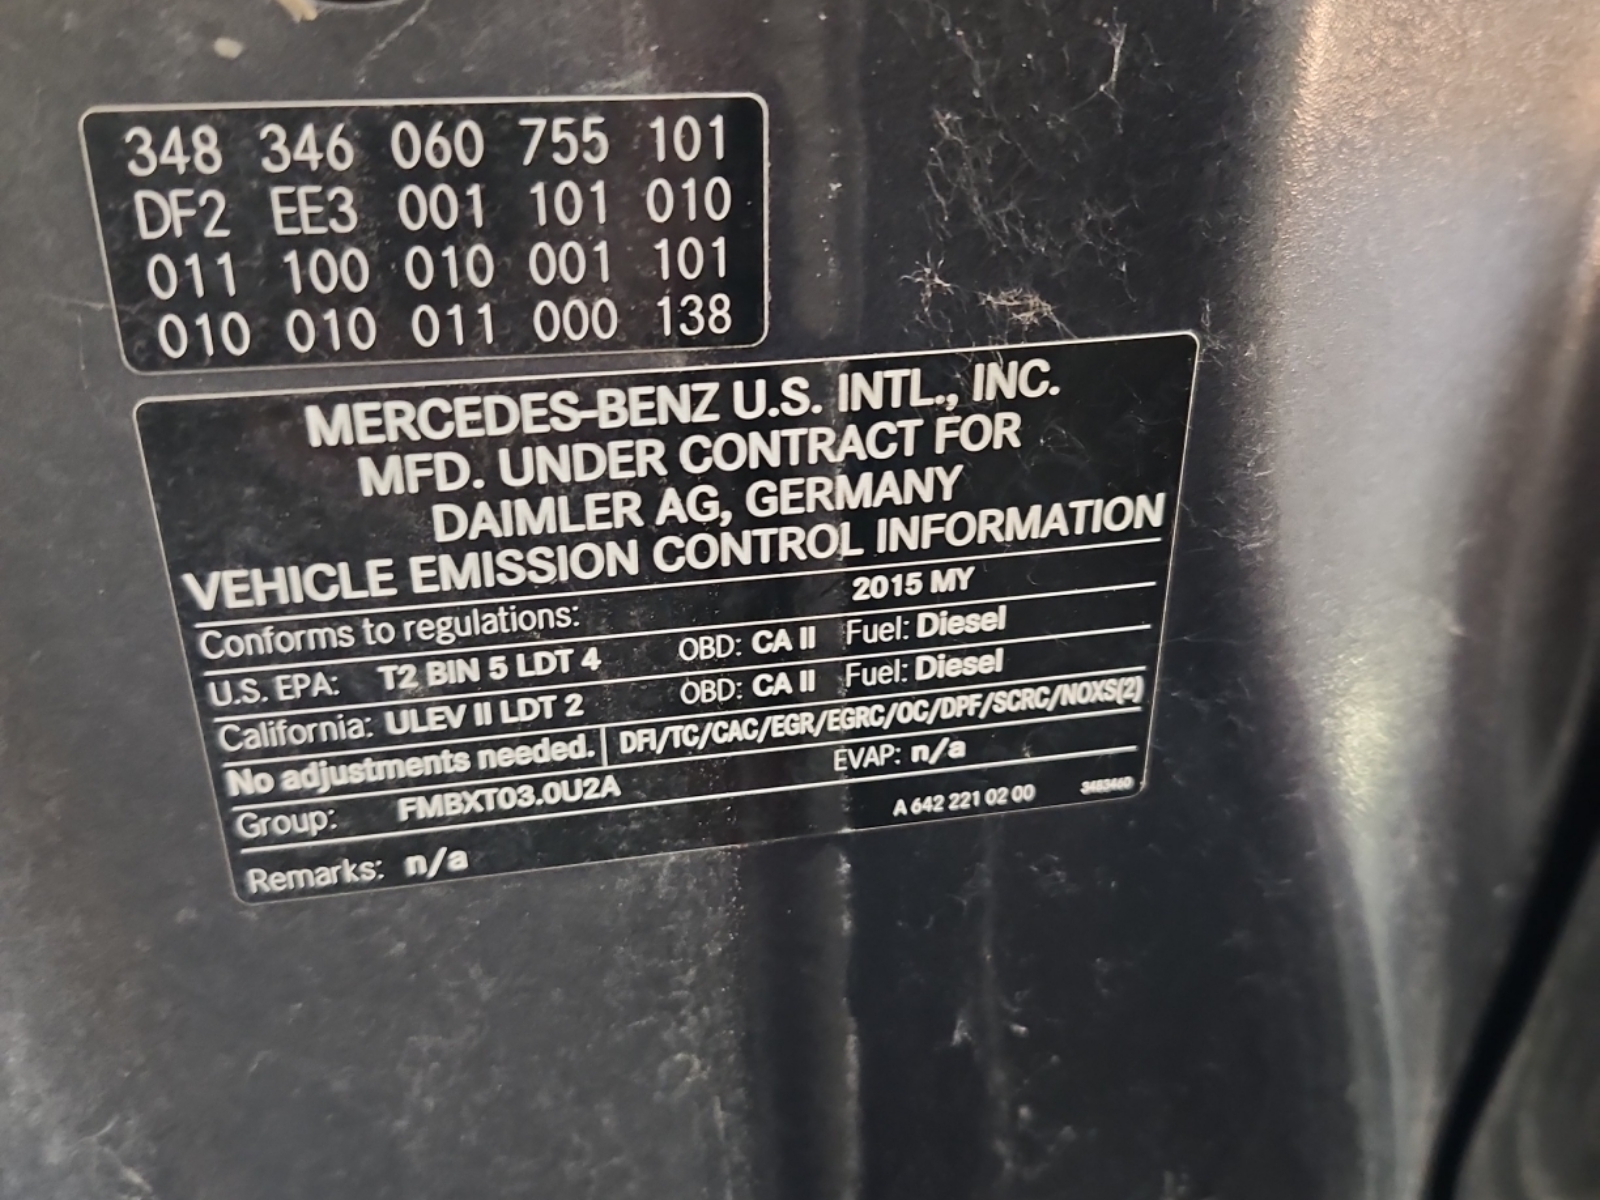 348 346 060 755 101
DF2 EE3 001 101 010
011 100 010 001 101
010 010 011 000 138
MERCEDES-BENZ U.S. INTL., INC.
MFD. UNDER CONTRACT FOR
DAIMLER AG, GERMANY
VEHICLE EMISSION CONTROL INFORMATION
Conforms to regulations: 2015 MY
U.S. EPA: T2 BIN 5 LDT 4 OBD: CA II Fuel: Diesel
California: ULEV II LDT 2 OBD: CA II Fuel: Diesel
No adjustments needed. DFI/TC/CAC/EGR/EGRC/OC/DPF/SCRC/NOXS(2)
Group: FMBXT03.0U2A EVAP: n/a
Remarks: n/a A 642 221 02 00 3483460